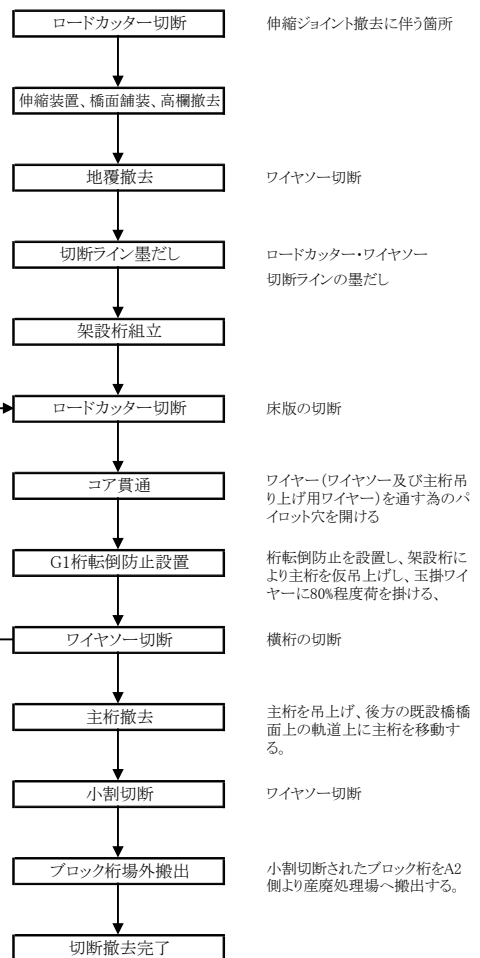 ロードカッター切断
伸縮ジョイント撤去に伴う箇所
伸縮装置、橋面舗装、高欄撤去
地覆撤去
ワイヤソー切断
切断ライン墨だし
ロードカッター・ワイヤソー
切断ラインの墨だし
架設桁組立
ロードカッター切断
床版の切断
コア貫通
ワイヤー(ワイヤソー及び主桁吊
り上げ用ワイヤー)を通す為のパ
イロット穴を開ける
G1桁転倒防止設置
桁転倒防止を設置し、架設桁に
より主桁を仮吊上げし、玉掛ワイ
ヤーに80%程度荷を掛ける、
ワイヤソー切断
横桁の切断
主桁撤去
主桁を吊上げ、後方の既設橋橋
面上の軌道上に主桁を移動す
る。
小割切断
ワイヤソー切断
ブロック桁場外搬出
小割切断されたブロック桁をA2
側より産廃処理場へ搬出する。
切断撤去完了